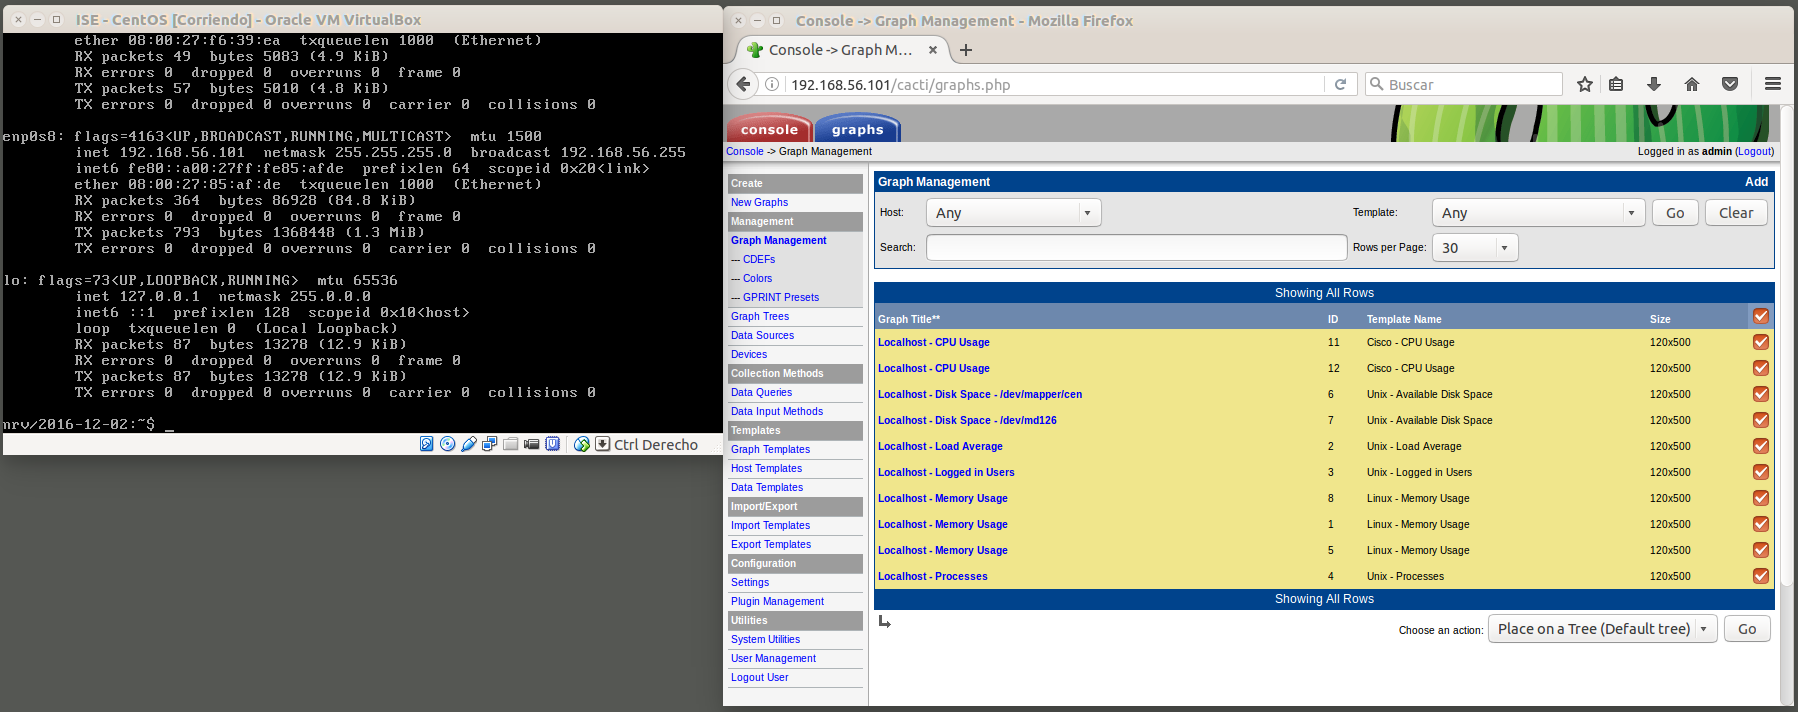 ISE - CentOS [Corriendo] - Oracle VM VirtualBox
ether 08:00:27:f6:39:ea  txqueuelen 1000  (Ethernet)
RX packets 49  bytes 5083 (4.9 KiB)
RX errors 0  dropped 0  overruns 0  frame 0
TX packets 57  bytes 5010 (4.8 KiB)
TX errors 0  dropped 0 overruns 0  carrier 0  collisions 0
enp0s8: flags=4163<UP,BROADCAST,RUNNING,MULTICAST>  mtu 1500
inet 192.168.56.101  netmask 255.255.255.0  broadcast 192.168.56.255
inet6 fe80::a00:27ff:fe85:afde  prefixlen 64  scopeid 0x20<link>
ether 08:00:27:85:af:de  txqueuelen 1000  (Ethernet)
RX packets 364  bytes 86928 (84.8 KiB)
RX errors 0  dropped 0  overruns 0  frame 0
TX packets 793  bytes 1368448 (1.3 MiB)
TX errors 0  dropped 0 overruns 0  carrier 0  collisions 0
lo: flags=73<UP,LOOPBACK,RUNNING>  mtu 65536
inet 127.0.0.1  netmask 255.0.0.0
inet6 ::1  prefixlen 128  scopeid 0x10<host>
loop  txqueuelen 0  (Local Loopback)
RX packets 87  bytes 13278 (12.9 KiB)
RX errors 0  dropped 0  overruns 0  frame 0
TX packets 87  bytes 13278 (12.9 KiB)
TX errors 0  dropped 0 overruns 0  carrier 0  collisions 0
nrv/2016-12-02:~$ _
Ctrl Derecho
Console -> Graph Management - Mozilla Firefox
Console -> Graph M...
192.168.56.101/cacti/graphs.php
Buscar
console
graphs
Console -> Graph Management
Logged in as admin (Logout)
Create
New Graphs
Management
Graph Management
--- CDEFs
--- Colors
--- GPRINT Presets
Graph Trees
Data Sources
Devices
Collection Methods
Data Queries
Data Input Methods
Templates
Graph Templates
Host Templates
Data Templates
Import/Export
Import Templates
Export Templates
Configuration
Settings
Plugin Management
Utilities
System Utilities
User Management
Logout User
Graph Management Add
Host: Any Template: Any Go Clear
Search: Rows per Page: 30
Showing All Rows
Graph Title** ID Template Name Size
Localhost - CPU Usage 11 Cisco - CPU Usage 120x500
Localhost - CPU Usage 12 Cisco - CPU Usage 120x500
Localhost - Disk Space - /dev/mapper/cen 6 Unix - Available Disk Space 120x500
Localhost - Disk Space - /dev/md126 7 Unix - Available Disk Space 120x500
Localhost - Load Average 2 Unix - Load Average 120x500
Localhost - Logged in Users 3 Unix - Logged in Users 120x500
Localhost - Memory Usage 8 Linux - Memory Usage 120x500
Localhost - Memory Usage 1 Linux - Memory Usage 120x500
Localhost - Memory Usage 5 Linux - Memory Usage 120x500
Localhost - Processes 4 Unix - Processes 120x500
Showing All Rows
Choose an action: Place on a Tree (Default tree) Go